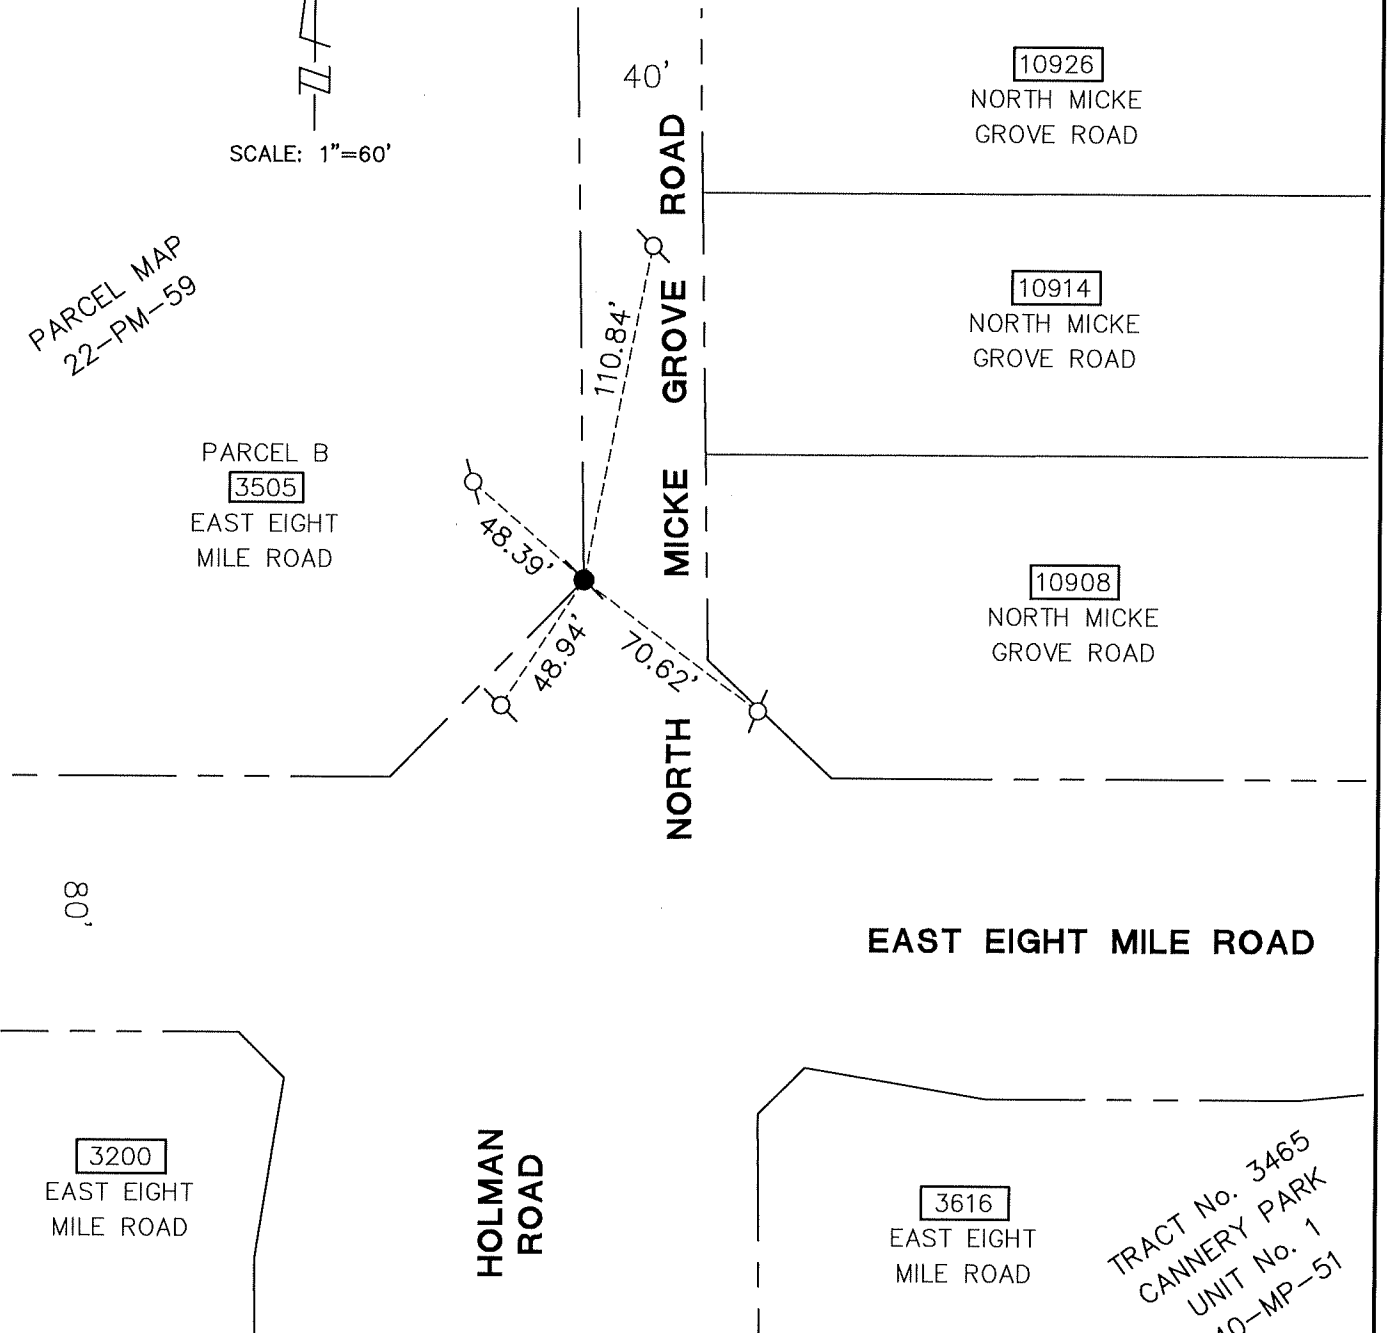 40'
SCALE: 1"=60'
10926
NORTH MICKE
GROVE ROAD
PARCEL MAP
22-PM-59
10914
NORTH MICKE
GROVE ROAD
110.84'
NORTH MICKE GROVE ROAD
PARCEL B
3505
EAST EIGHT
MILE ROAD
48.39'
48.94'
70.62'
10908
NORTH MICKE
GROVE ROAD
80'
EAST EIGHT MILE ROAD
3200
EAST EIGHT
MILE ROAD
HOLMAN
ROAD
3616
EAST EIGHT
MILE ROAD
TRACT No. 3465
CANNERY PARK
UNIT No. 1
40-MP-51